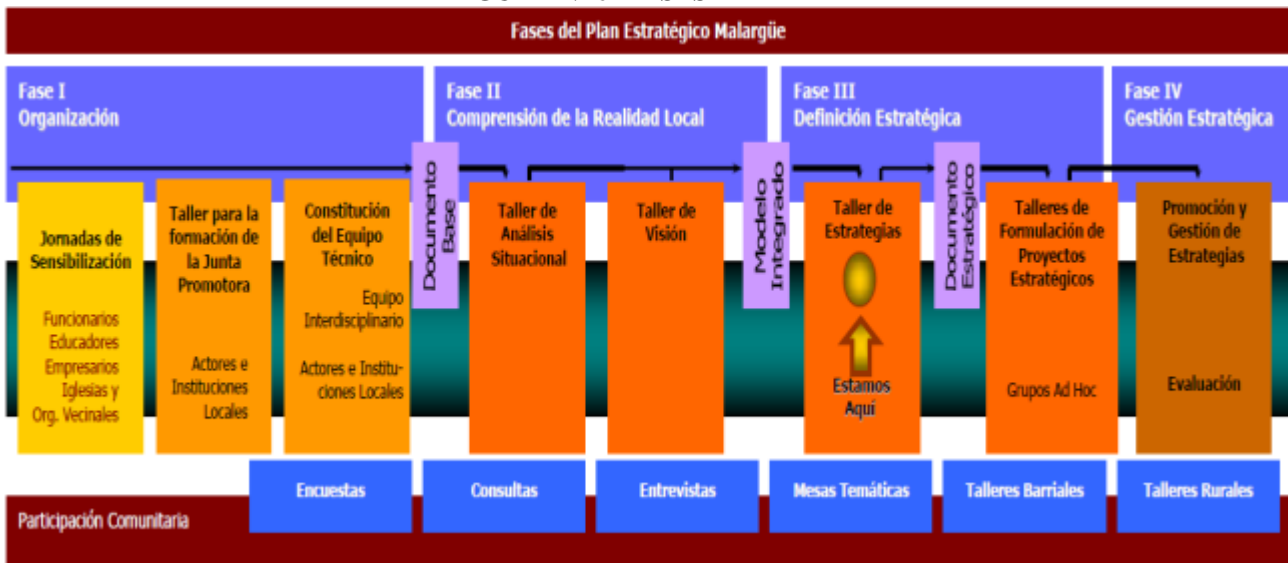 Fases del Plan Estratégico Malargüe
Fase I
Organización
Fase II
Comprensión de la Realidad Local
Fase III
Definición Estratégica
Fase IV
Gestión Estratégica
Jornadas de
Sensibilización
Funcionarios
Educadores
Empresarios
Iglesias y
Org. Vecinales
Taller para la
formación de
la Junta
Promotora
Actores e
Instituciones
Locales
Constitución
del Equipo
Técnico
Equipo
Interdisciplinario
Actores e Institu-
ciones Locales
Documento
Base
Taller de
Análisis
Situacional
Taller de
Visión
Modelo
Integrado
Taller de
Estrategias
Estamos
Aquí
Documento
Estratégico
Talleres de
Formulación de
Proyectos
Estratégicos
Grupos Ad Hoc
Promoción y
Gestión de
Estrategias
Evaluación
Encuestas
Consultas
Entrevistas
Mesas Temáticas
Talleres Barriales
Talleres Rurales
Participación Comunitaria